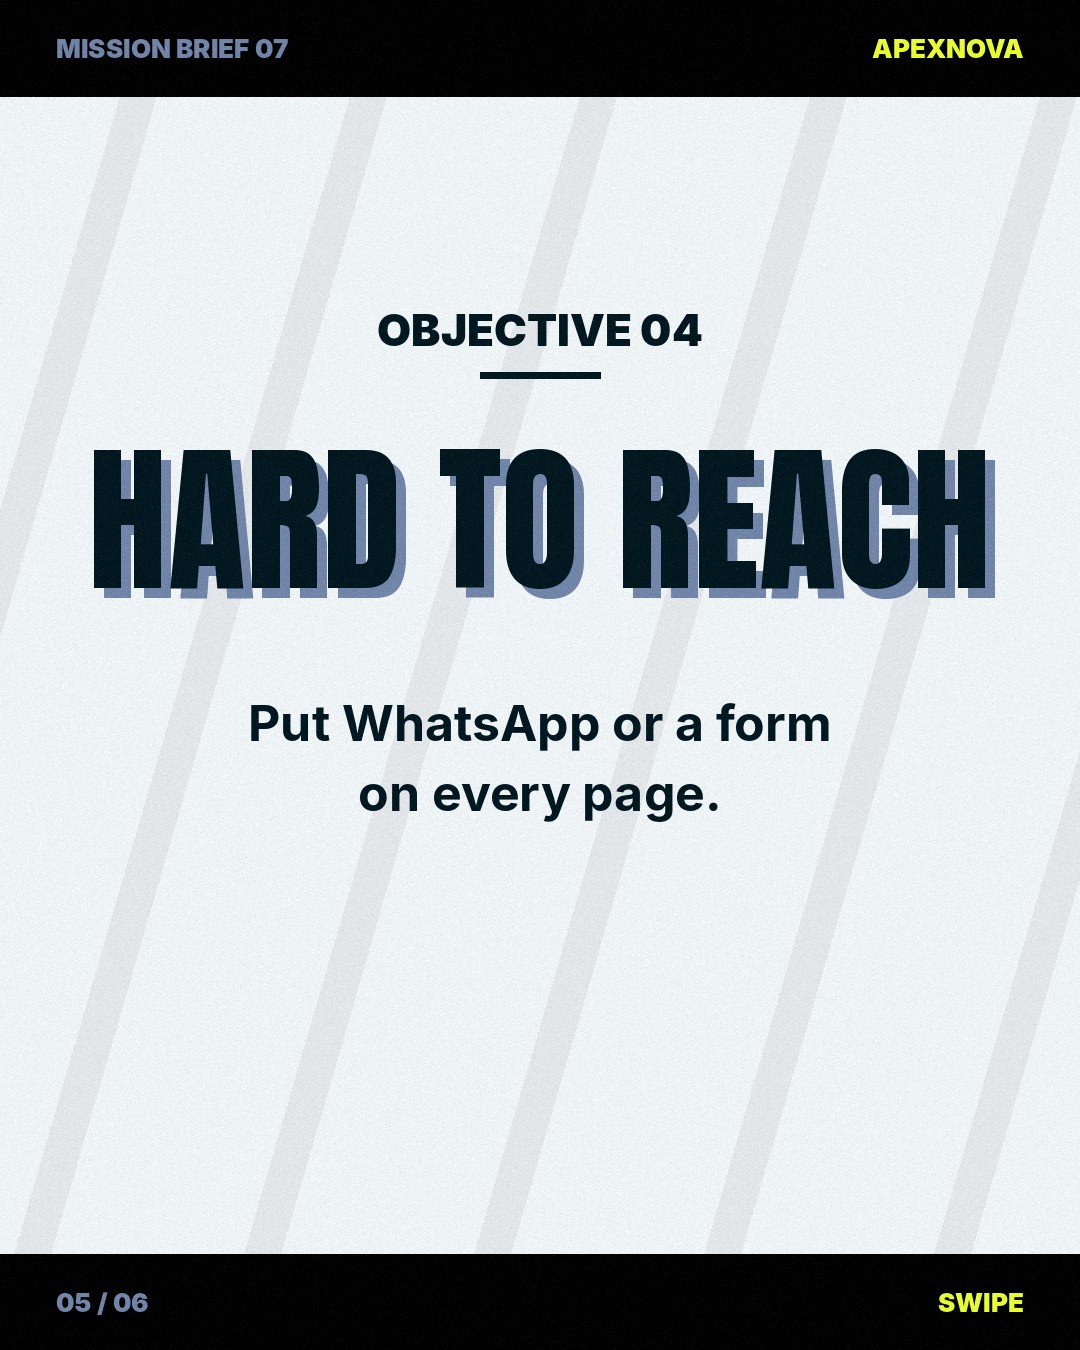 MISSION BRIEF 07
APEXNOVA
OBJECTIVE 04
HARD TO REACH
Put WhatsApp or a form
on every page.
05 / 06
SWIPE